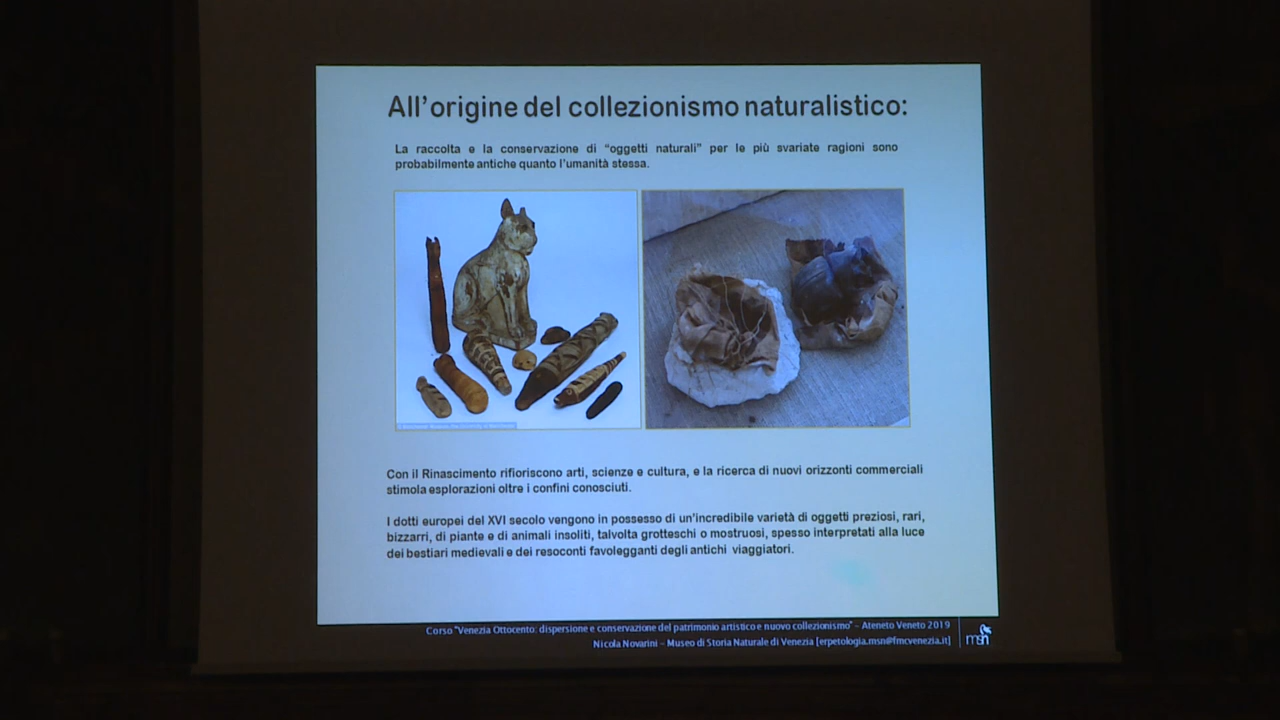 All'origine del collezionismo naturalistico:
La raccolta e la conservazione di “oggetti naturali” per le più svariate ragioni sono
probabilmente antiche quanto l'umanità stessa.
Con il Rinascimento rifioriscono arti, scienze e cultura, e la ricerca di nuovi orizzonti commerciali
stimola esplorazioni oltre i confini conosciuti.
I dotti europei del XVI secolo vengono in possesso di un'incredibile varietà di oggetti preziosi, rari,
bizzarri, di piante e di animali insoliti, talvolta grotteschi o mostruosi, spesso interpretati alla luce
dei bestiari medievali e dei resoconti favoleggianti degli antichi viaggiatori.
Corso “Venezia Ottocento: dispersione e conservazione del patrimonio artistico e nuovo collezionismo” – Ateneo Veneto 2019
Nicola Novarini – Museo di Storia Naturale di Venezia [erpetologia.msn@fmcvenezia.it]
msn